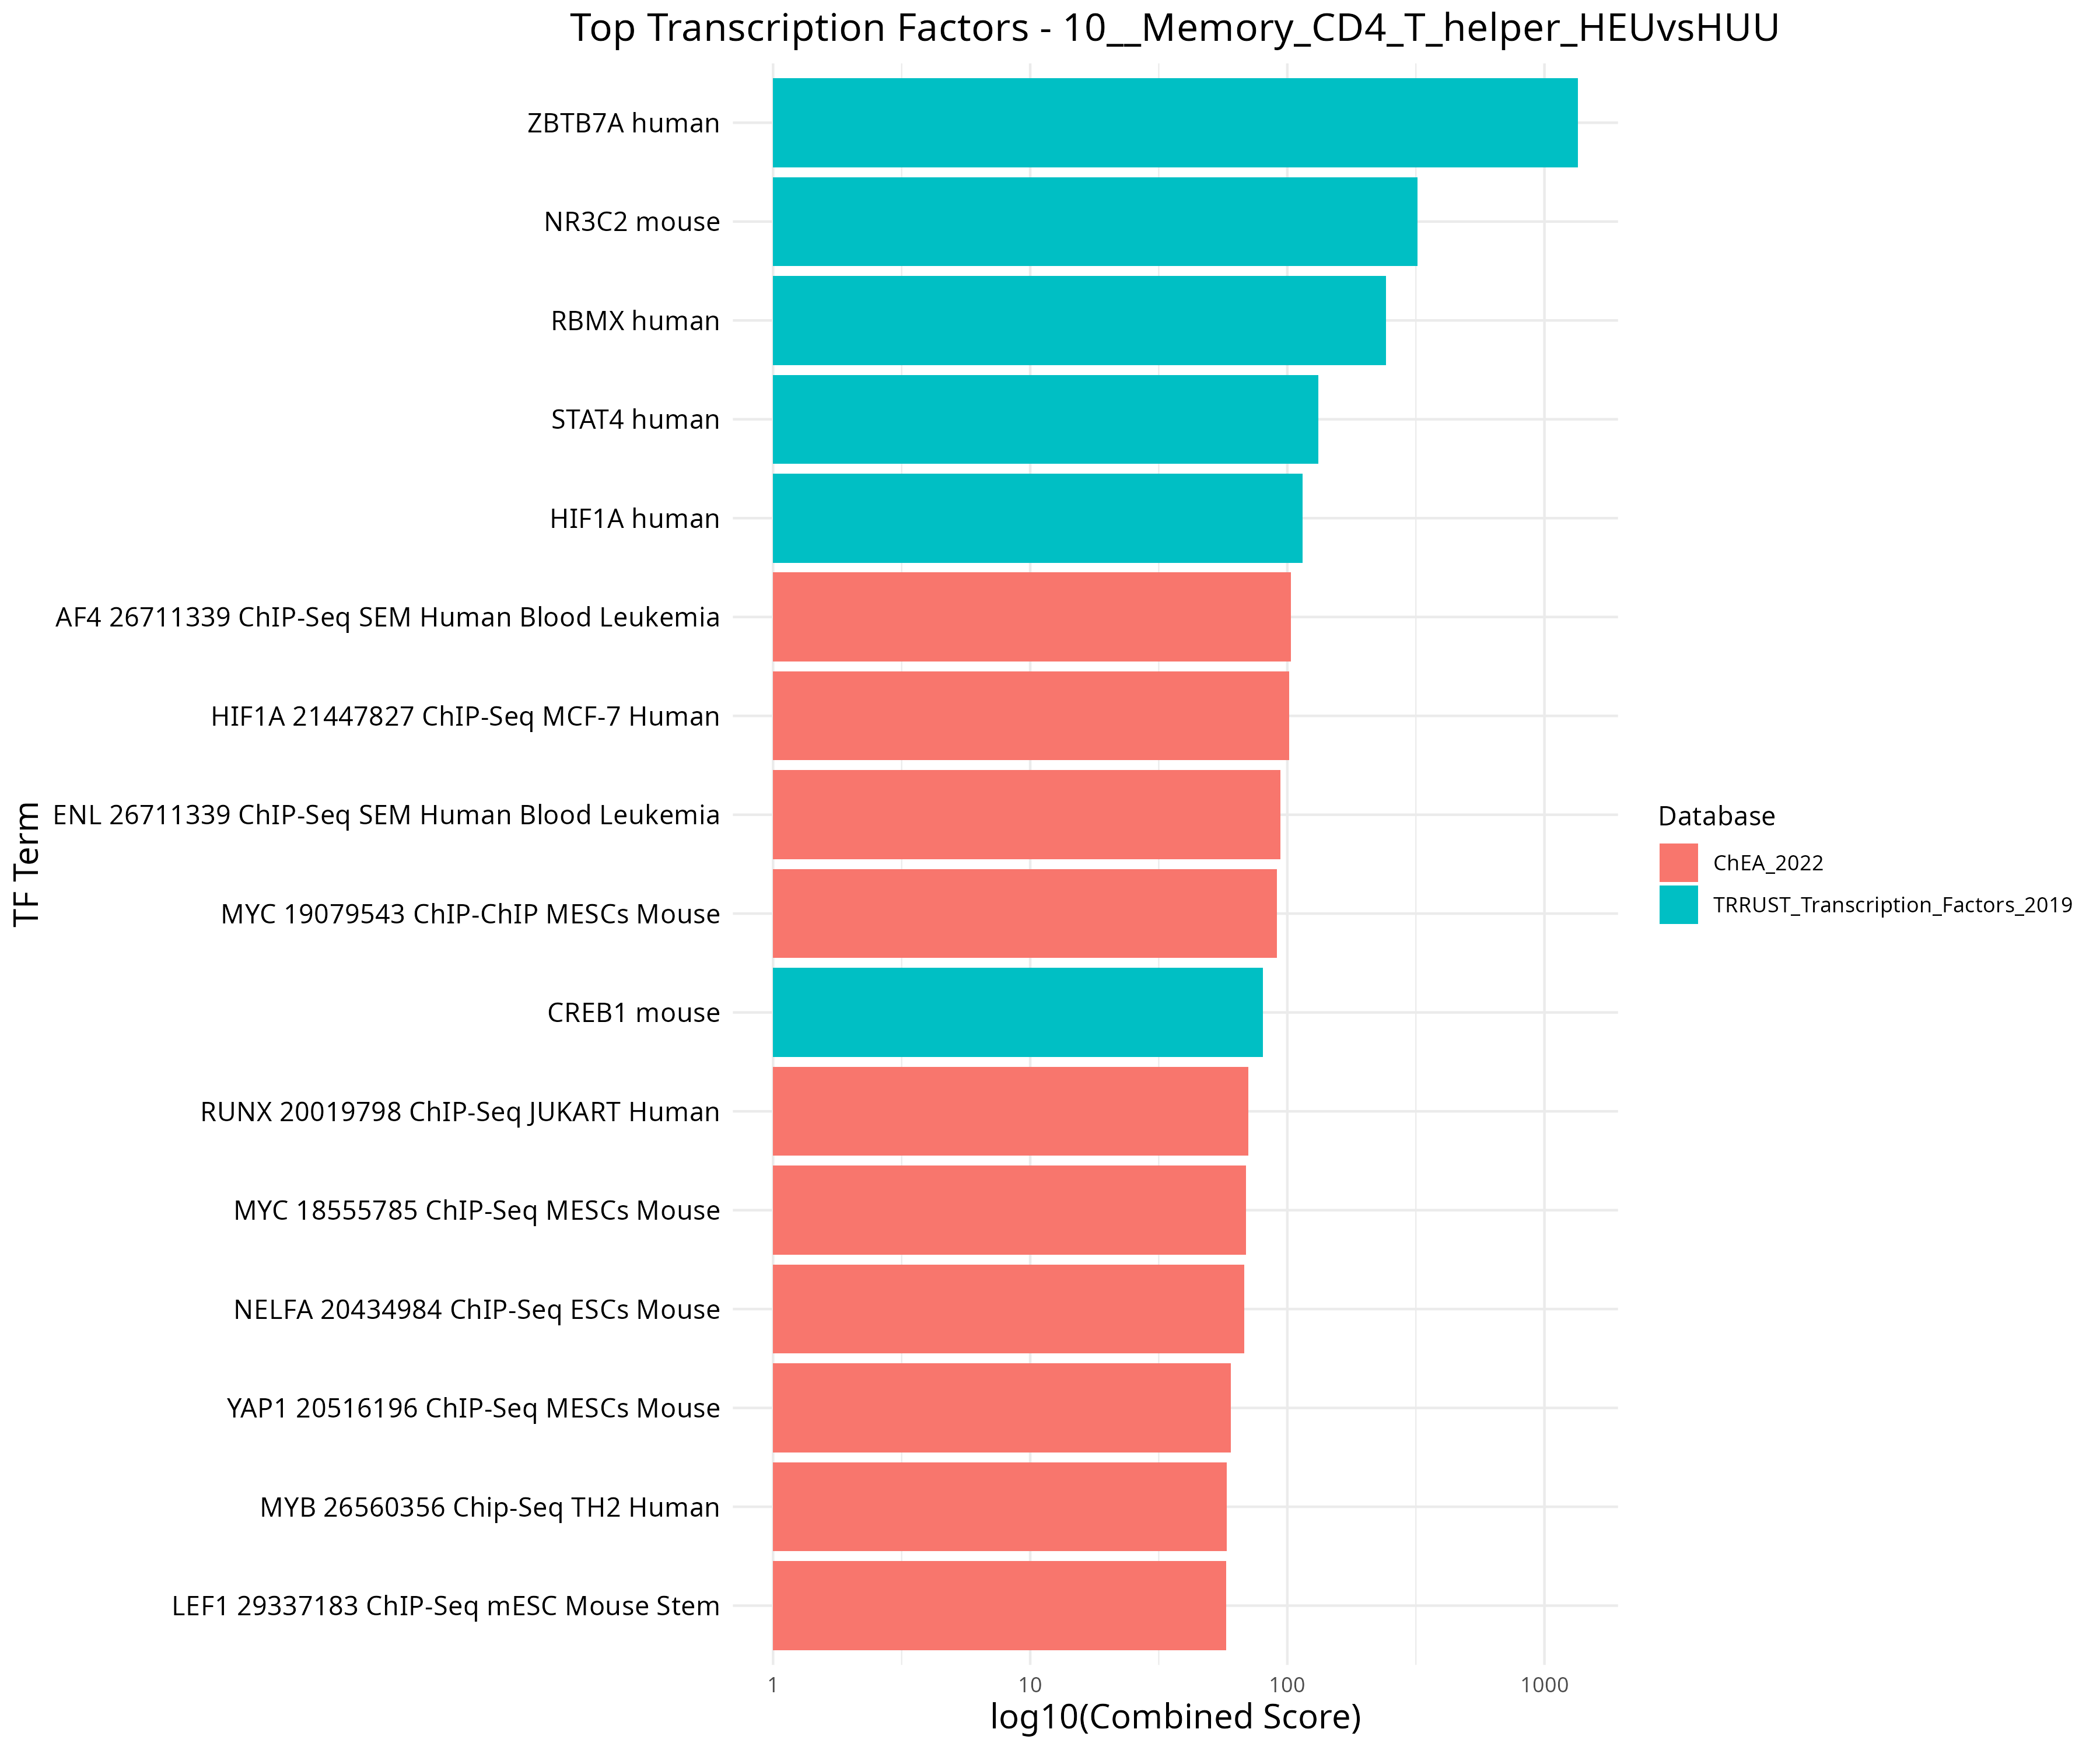 Top Transcription Factors - 10__Memory_CD4_T_helper_HEUvsHUU
ZBTB7A human
NR3C2 mouse
RBMX human
STAT4 human
HIF1A human
AF4 26711339 ChIP-Seq SEM Human Blood Leukemia
HIF1A 21447827 ChIP-Seq MCF-7 Human
ENL 26711339 ChIP-Seq SEM Human Blood Leukemia
MYC 19079543 ChIP-ChIP MESCs Mouse
CREB1 mouse
RUNX 20019798 ChIP-Seq JUKART Human
MYC 18555785 ChIP-Seq MESCs Mouse
NELFA 20434984 ChIP-Seq ESCs Mouse
YAP1 20516196 ChIP-Seq MESCs Mouse
MYB 26560356 Chip-Seq TH2 Human
LEF1 29337183 ChIP-Seq mESC Mouse Stem
TF Term
1 10 100 1000
log10(Combined Score)
Database
ChEA_2022
TRRUST_Transcription_Factors_2019